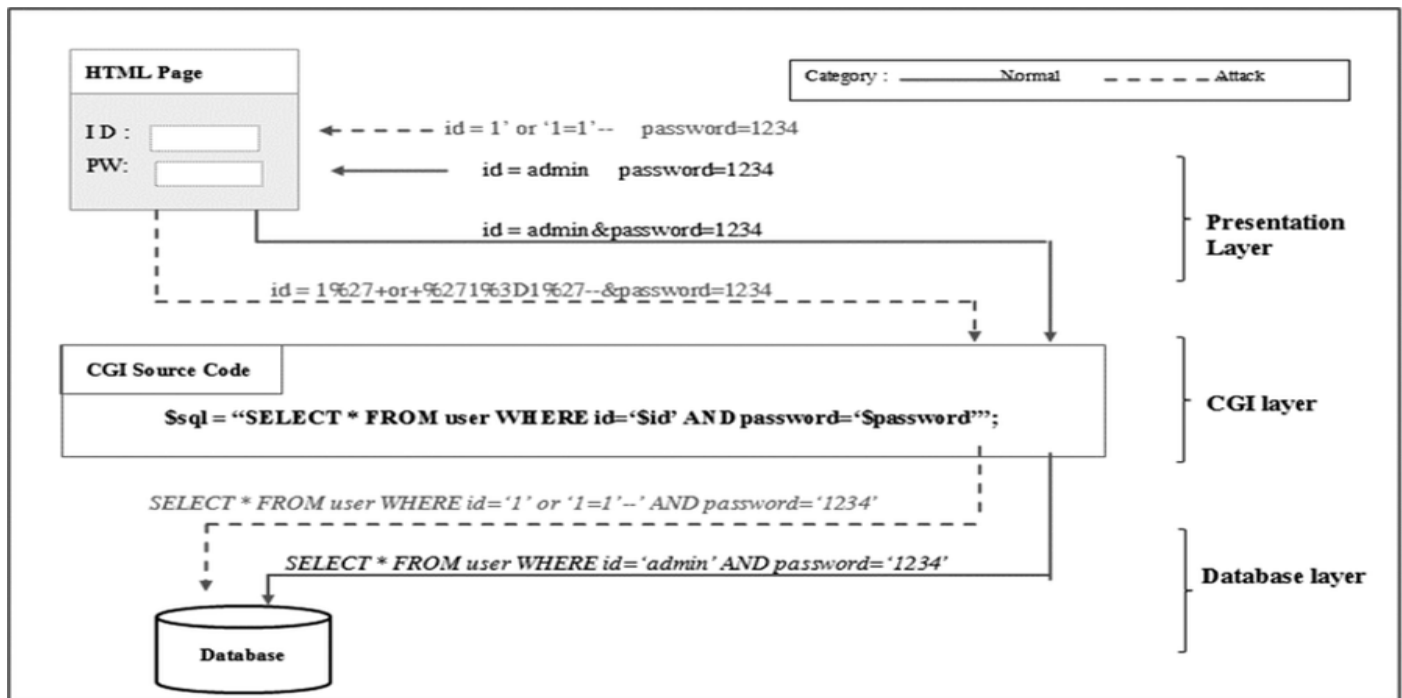 HTML Page
Category : Normal Attack
ID :
id = 1’ or ‘1=1’-- password=1234
PW:
id = admin password=1234
id = admin&password=1234
Presentation
Layer
id = 1%27+or+%271%3D1%27--&password=1234
CGI Source Code
$sql = “SELECT * FROM user WHERE id=‘$id’ AND password=‘$password’”;
CGI layer
SELECT * FROM user WHERE id=‘1’ or ‘1=1’--’ AND password=‘1234’
SELECT * FROM user WHERE id=‘admin’ AND password=‘1234’
Database layer
Database